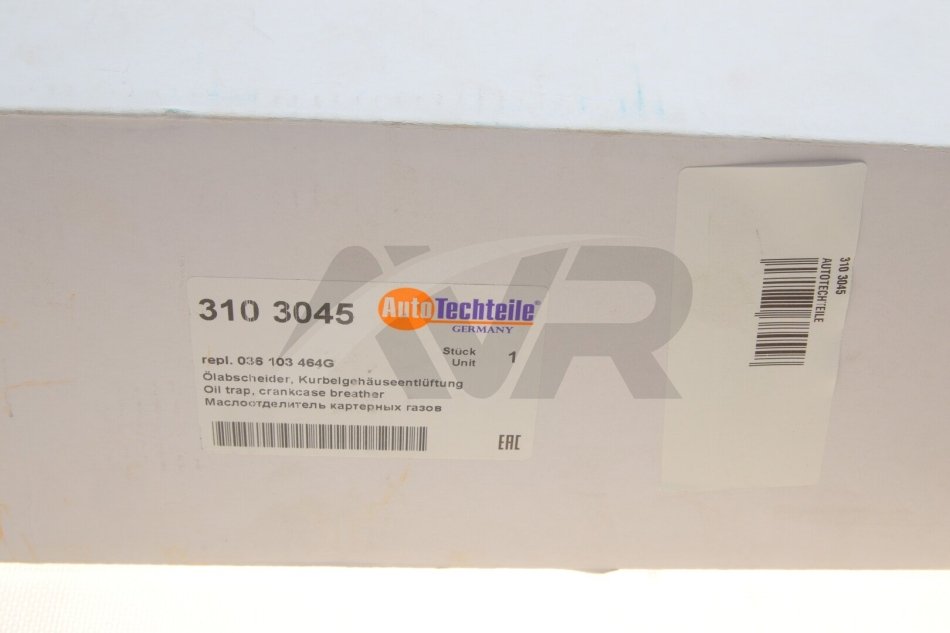 310 3045
AutoTechteile®
GERMANY
repl. 036 103 464G
Stück
Unit
1
Ölabscheider, Kurbelgehäuseentlüftung
Oil trap, crankcase breather
Маслоотделитель картерных газов
EAC
310 3045
AUTOTECHTEILE
AVR